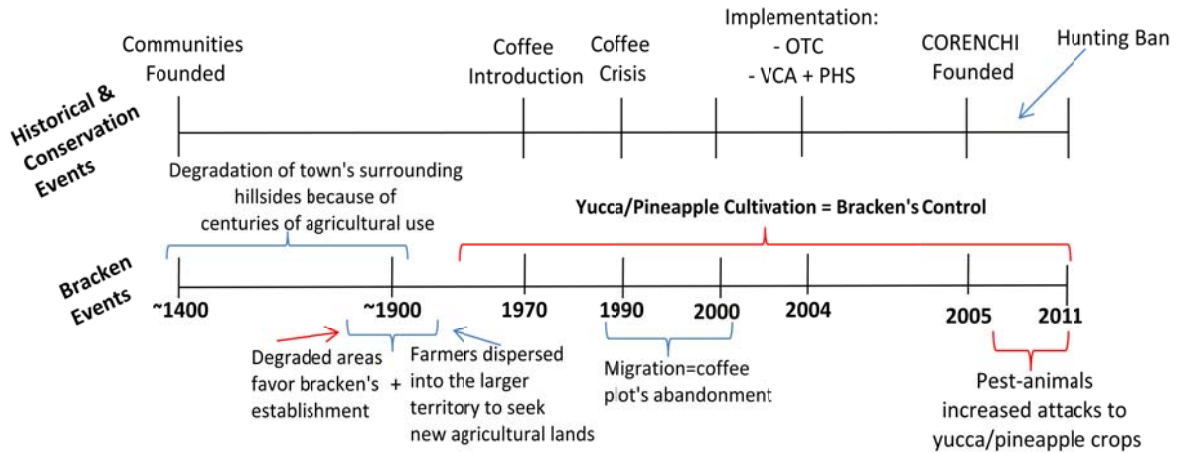 Historical &
Conservation
Events
Communities
Founded
Coffee
Introduction
Coffee
Crisis
Implementation:
- OTC
- VCA + PHS
CORENCHI
Founded
Hunting Ban
Degradation of town's surrounding
hillsides because of
centuries of agricultural use
Yucca/Pineapple Cultivation = Bracken's Control
Bracken
Events
~1400
~1900
1970
1990
2000
2004
2005
2011
Degraded areas
favor bracken's
establishment
+
Farmers dispersed
into the larger
territory to seek
new agricultural lands
Migration=coffee
plot's abandonment
Pest-animals
increased attacks to
yucca/pineapple crops